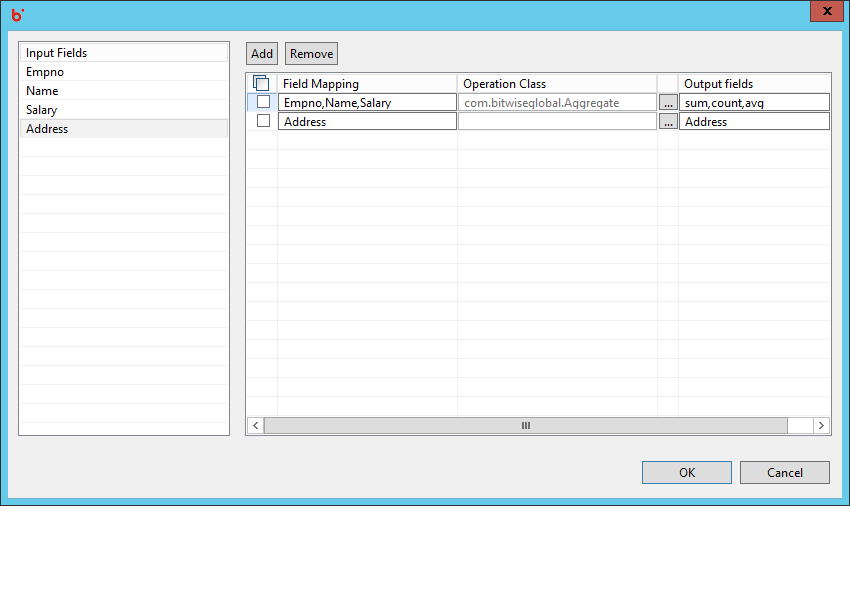 b
X
Input Fields
Empno
Name
Salary
Address
Add Remove
Field Mapping Operation Class Output fields
Empno,Name,Salary com.bitwiseglobal.Aggregate ... sum,count,avg
Address ... Address
OK Cancel